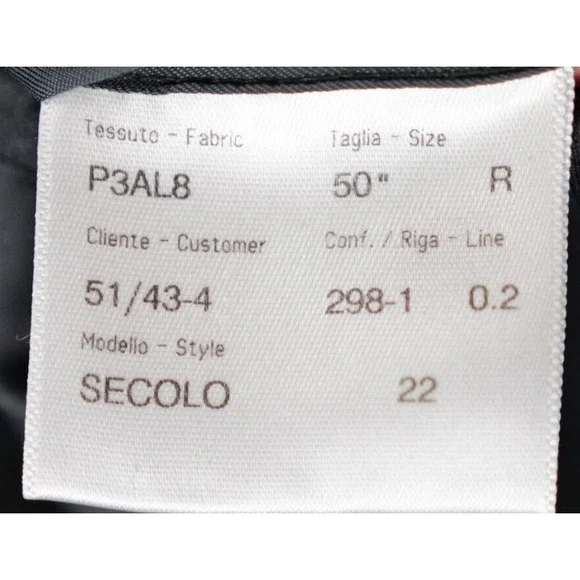 Tessuto - Fabric Taglia - Size
P3AL8 50" R
Cliente - Customer Conf. / Riga - Line
51/43-4 298-1 0.2
Modello - Style
SECOLO 22